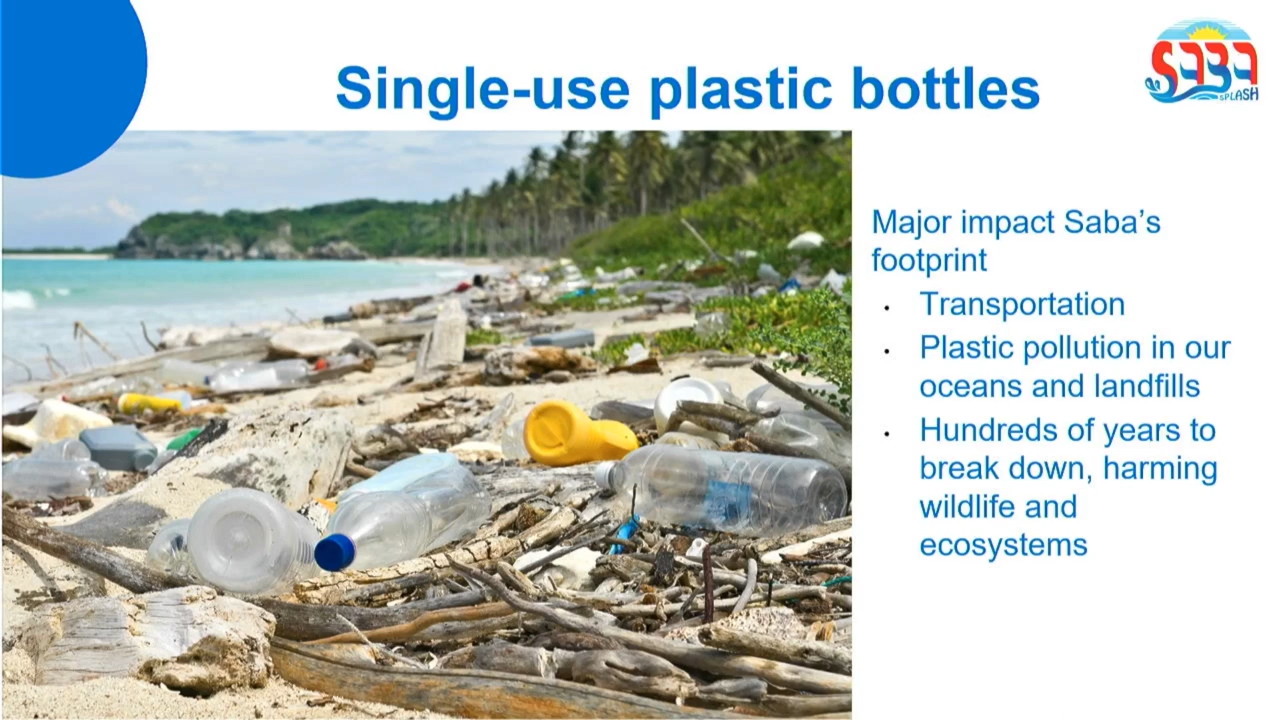 Single-use plastic bottles
SABA
SPLASH
Major impact Saba’s
footprint
• Transportation
• Plastic pollution in our
oceans and landfills
• Hundreds of years to
break down, harming
wildlife and
ecosystems